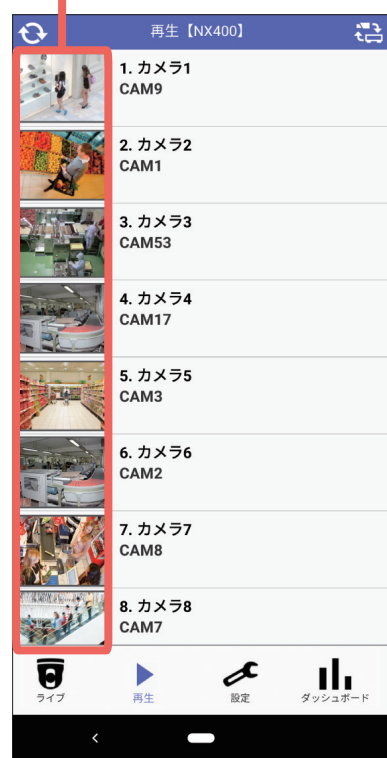 再生【NX400】
1. カメラ1
CAM9
2. カメラ2
CAM1
3. カメラ3
CAM53
4. カメラ4
CAM17
5. カメラ5
CAM3
6. カメラ6
CAM2
7. カメラ7
CAM8
8. カメラ8
CAM7
ライブ 再生 設定 ダッシュボード